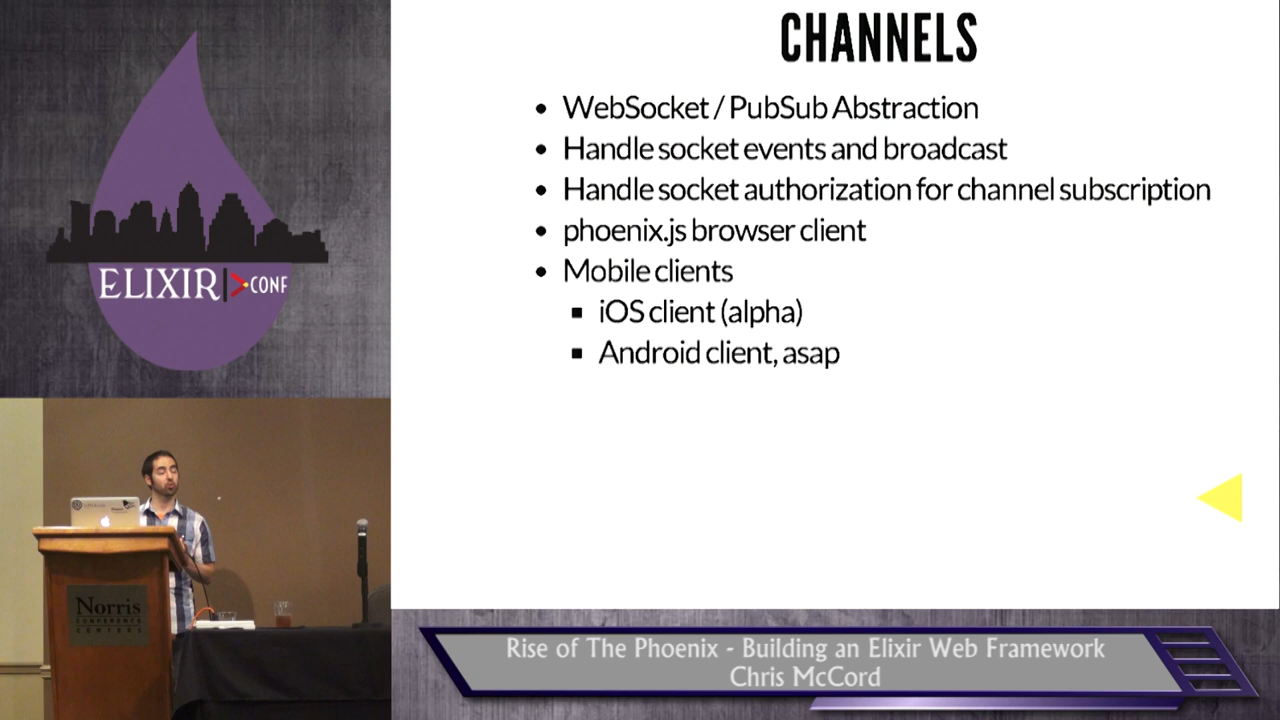 CHANNELS
WebSocket / PubSub Abstraction
Handle socket events and broadcast
Handle socket authorization for channel subscription
phoenix.js browser client
Mobile clients
iOS client (alpha)
Android client, asap
ELIXIR CONF
Norris
CONFERENCE
CENTERS
Rise of The Phoenix - Building an Elixir Web Framework
Chris McCord